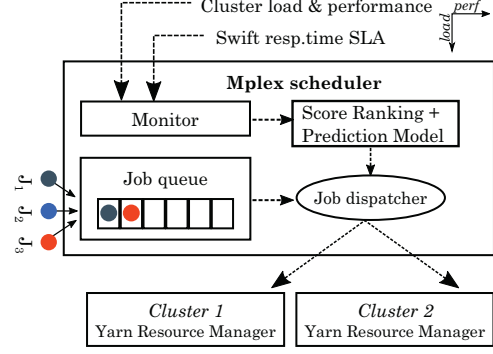 Cluster load & performance
perf
load
Swift resp.time SLA
Mplex scheduler
Monitor
Score Ranking +
Prediction Model
Job queue
Job dispatcher
J1
J2
J3
Cluster 1
Yarn Resource Manager
Cluster 2
Yarn Resource Manager